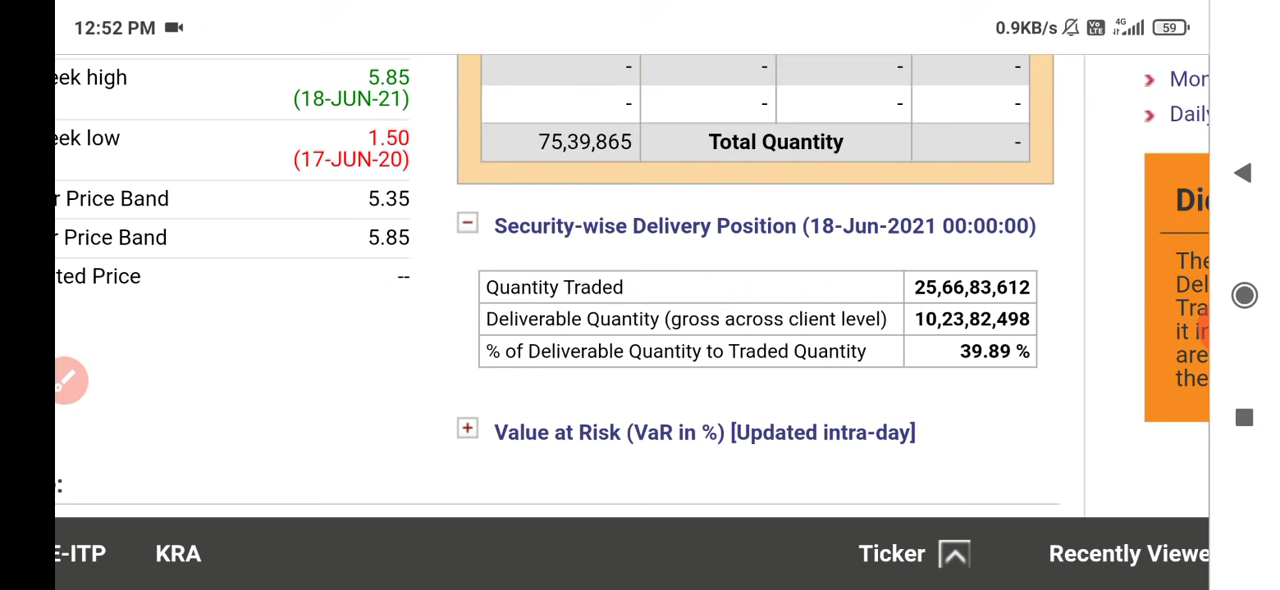 12:52 PM 0.9KB/s 4G 59
eek high 5.85
(18-JUN-21)
eek low 1.50
(17-JUN-20)
r Price Band 5.35
r Price Band 5.85
ted Price --
- - - -
- - - -
75,39,865 Total Quantity -
Security-wise Delivery Position (18-Jun-2021 00:00:00)
Quantity Traded 25,66,83,612
Deliverable Quantity (gross across client level) 10,23,82,498
% of Deliverable Quantity to Traded Quantity 39.89 %
Value at Risk (VaR in %) [Updated intra-day]
:
Mon
Daily
Die
The
Del
Tra
it in
are
the
E-ITP KRA Ticker Recently Viewe